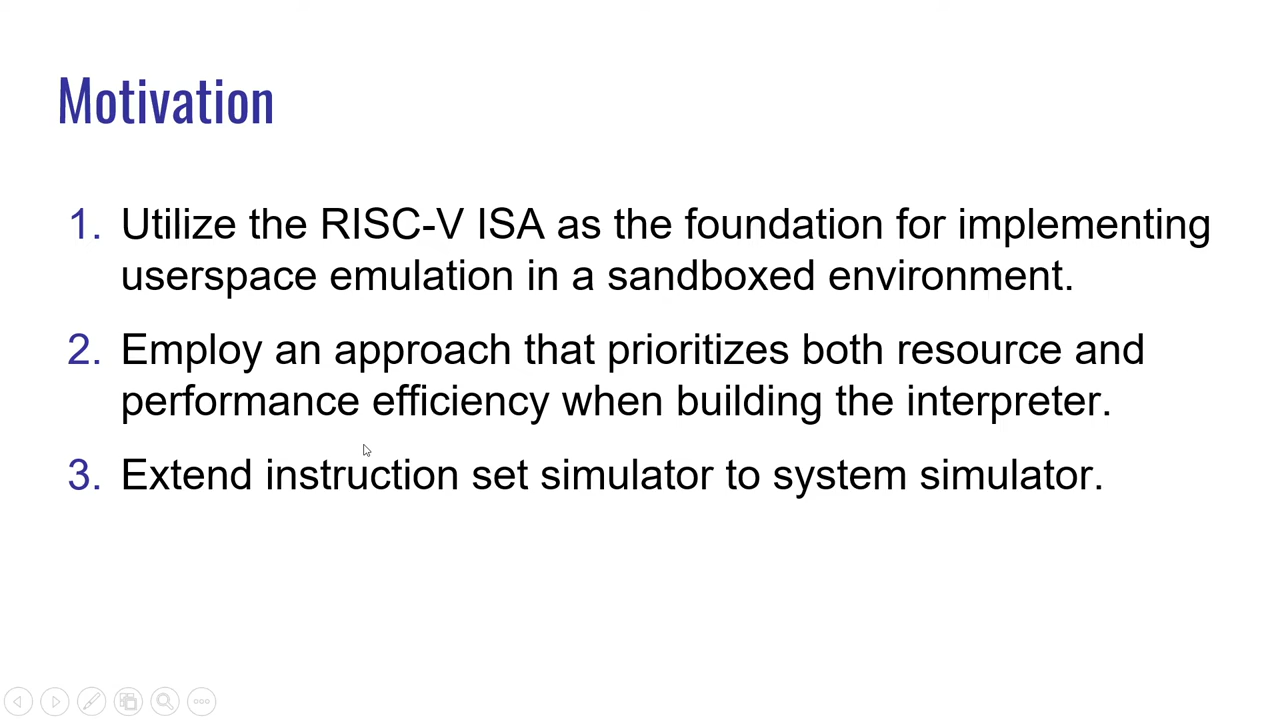 Motivation
1. Utilize the RISC-V ISA as the foundation for implementing
userspace emulation in a sandboxed environment.
2. Employ an approach that prioritizes both resource and
performance efficiency when building the interpreter.
3. Extend instruction set simulator to system simulator.